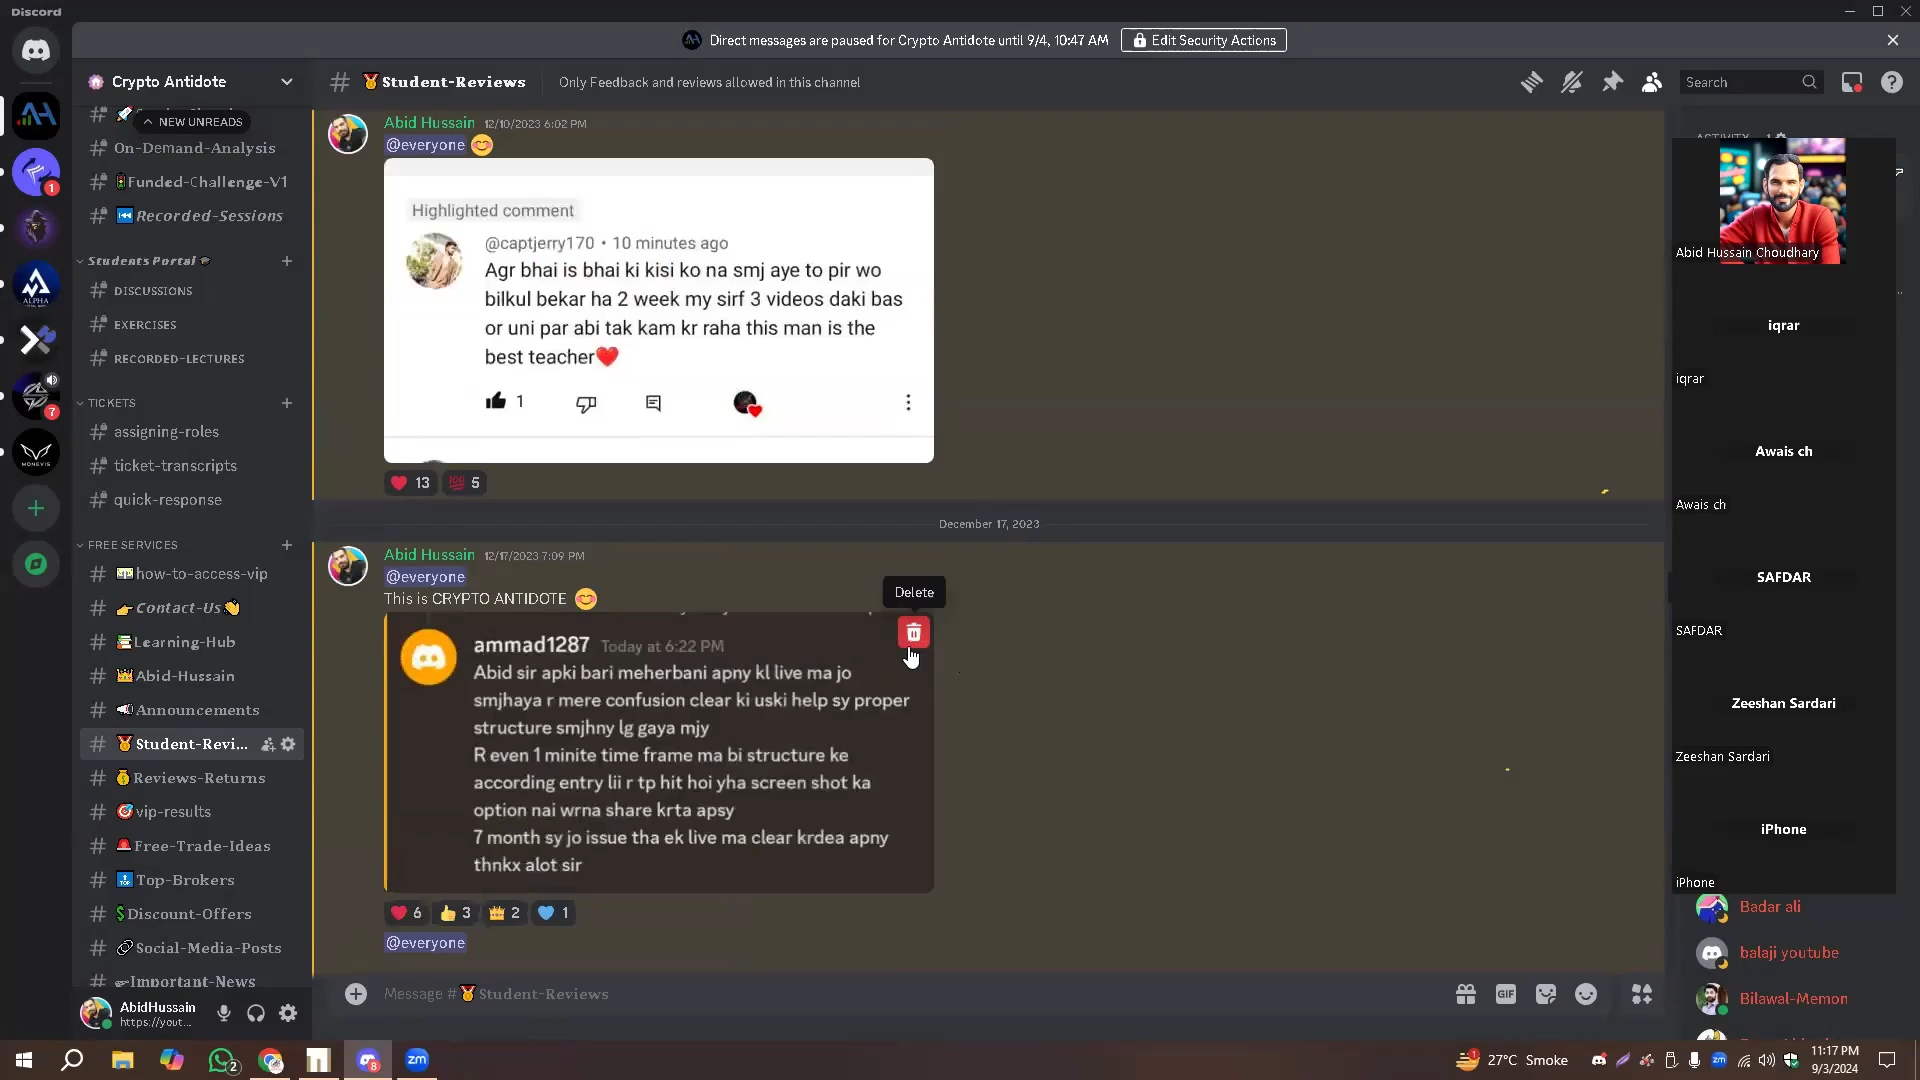 Discord
Direct messages are paused for Crypto Antidote until 9/4, 10:47 AM
Edit Security Actions
Crypto Antidote
NEW UNREADS
On-Demand-Analysis
Funded-Challenge-V1
Recorded-Sessions
Students Portal
DISCUSSIONS
EXERCISES
RECORDED-LECTURES
TICKETS
assigning-roles
ticket-transcripts
quick-response
FREE SERVICES
how-to-access-vip
Contact-Us
Learning-Hub
Abid-Hussain
Announcements
Student-Revi...
Reviews-Returns
vip-results
Free-Trade-Ideas
Top-Brokers
Discount-Offers
Social-Media-Posts
Important-News
AbidHussain
https://yout...
1
ALPHA
7
MONEVIS
Student-Reviews
Only Feedback and reviews allowed in this channel
Search
Abid Hussain 12/10/2023 6:02 PM
@everyone 😊
Highlighted comment
@captjerry170 • 10 minutes ago
Agr bhai is bhai ki kisi ko na smj aye to pir wo
bilkul bekar ha 2 week my sirf 3 videos daki bas
or uni par abi tak kam kr raha this man is the
best teacher❤️
1
❤️ 13 💯 5
December 17, 2023
Abid Hussain 12/17/2023 7:09 PM
@everyone
This is CRYPTO ANTIDOTE 😊
Delete
ammad1287 Today at 6:22 PM
Abid sir apki bari meherbani apny kl live ma jo
smjhaya r mere confusion clear ki uski help sy proper
structure smjhny lg gaya mjy
R even 1 minite time frame ma bi structure ke
according entry lii r tp hit hoi yha screen shot ka
option nai wrna share krta apsy
7 month sy jo issue tha ek live ma clear krdea apny
thnkx alot sir
❤️ 6 👍 3 👑 2 💙 1
@everyone
Message #🏅Student-Reviews
GIF
Abid Hussain Choudhary
iqrar
iqrar
Awais ch
Awais ch
SAFDAR
SAFDAR
Zeeshan Sardari
Zeeshan Sardari
iPhone
iPhone
Badar ali
balaji youtube
Bilawal-Memon
2
8
zm
1
27°C Smoke
zm
11:17 PM
9/3/2024